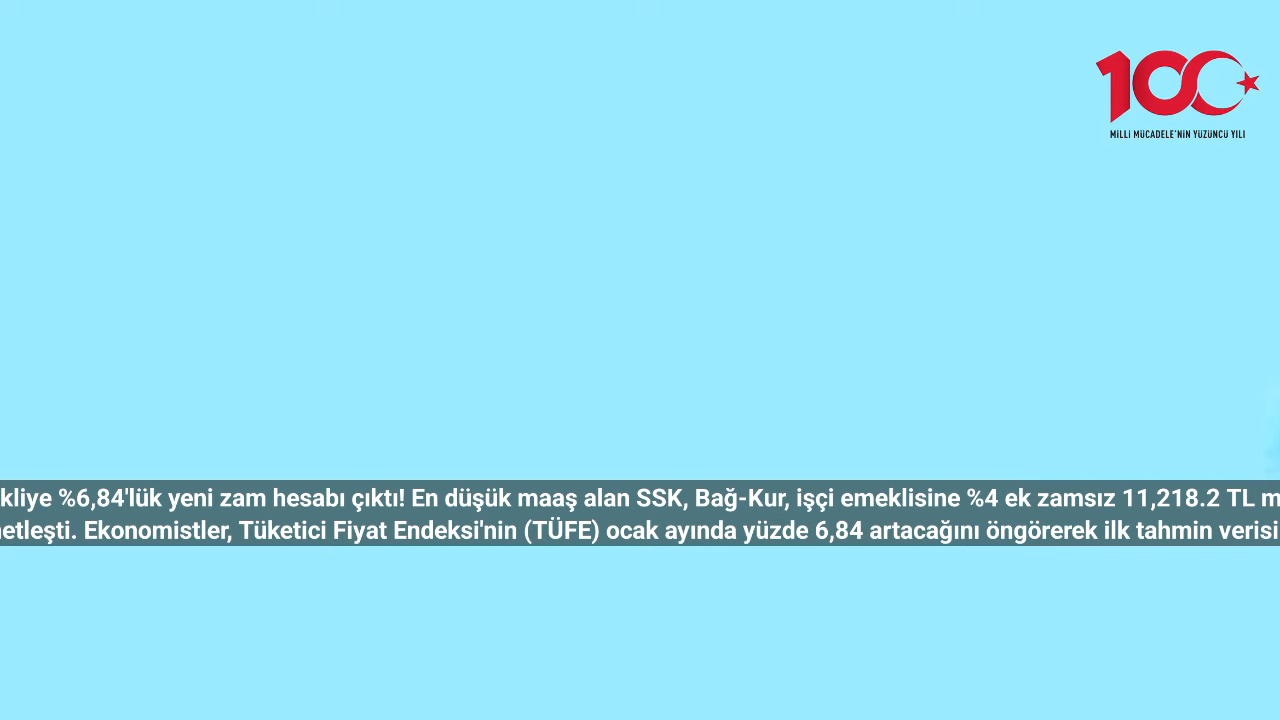 100
MİLLİ MÜCADELE'NİN YÜZÜNCÜ YILI
kliye %6,84'lük yeni zam hesabı çıktı! En düşük maaş alan SSK, Bağ-Kur, işçi emeklisine %4 ek zamsız 11,218.2 TL m
netleşti. Ekonomistler, Tüketici Fiyat Endeksi'nin (TÜFE) ocak ayında yüzde 6,84 artacağını öngörerek ilk tahmin verisi